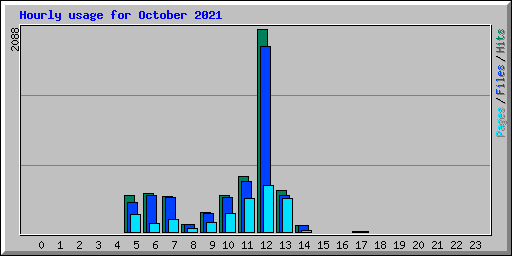 Hourly usage for October 2021
2088
Pages/Files/Hits
0 1 2 3 4 5 6 7 8 9 10 11 12 13 14 15 16 17 18 19 20 21 22 23